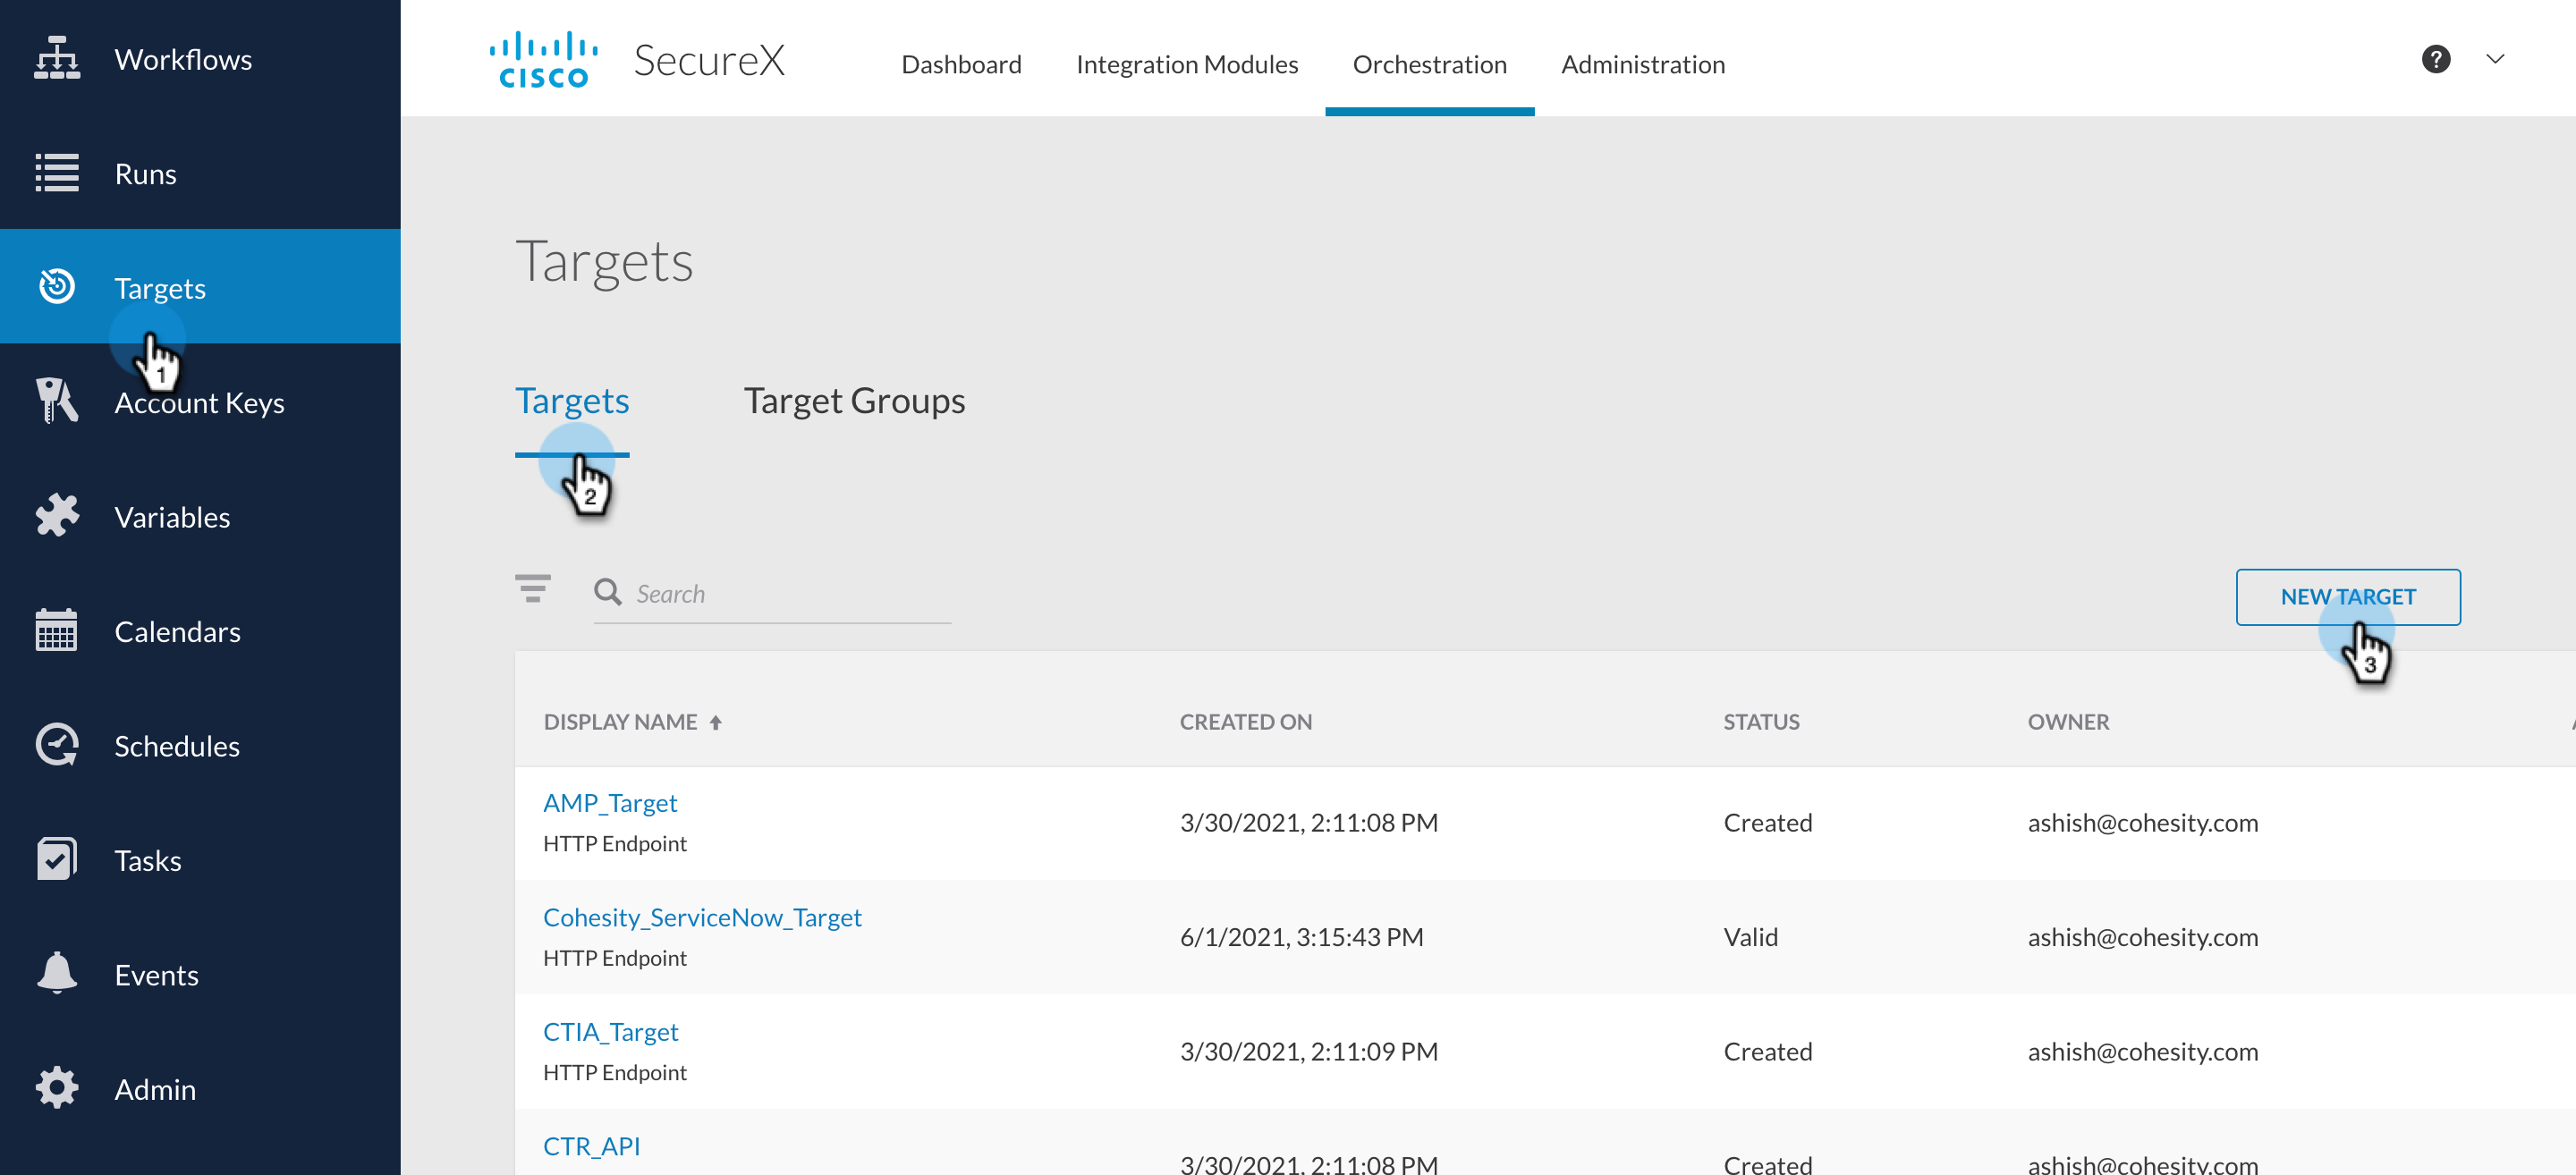 Workflows
Runs
Targets
1
Account Keys
Variables
Calendars
Schedules
Tasks
Events
Admin
CISCO SecureX Dashboard Integration Modules Orchestration Administration ?
Targets
Targets Target Groups
2
Search NEW TARGET
3
DISPLAY NAME CREATED ON STATUS OWNER
AMP_Target
HTTP Endpoint 3/30/2021, 2:11:08 PM Created ashish@cohesity.com
Cohesity_ServiceNow_Target
HTTP Endpoint 6/1/2021, 3:15:43 PM Valid ashish@cohesity.com
CTIA_Target
HTTP Endpoint 3/30/2021, 2:11:09 PM Created ashish@cohesity.com
CTR_API
3/30/2021, 2:11:08 PM Created ashish@cohesity.com